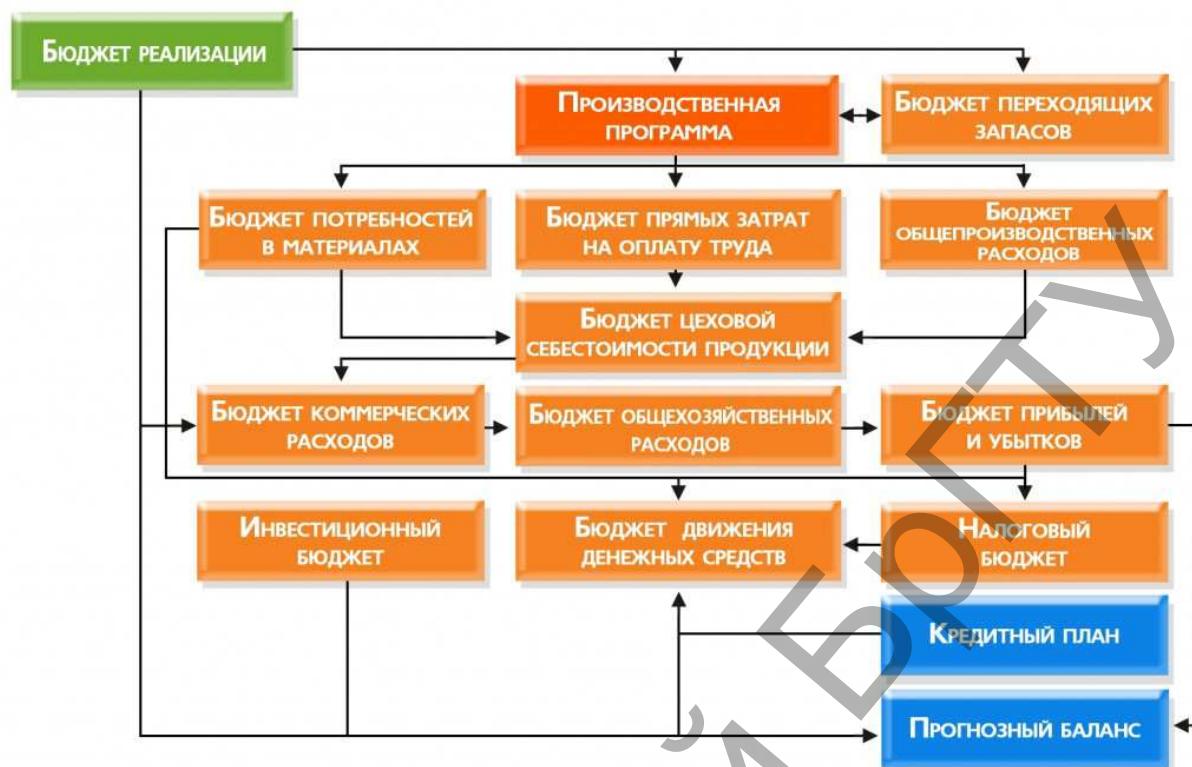 Бюджет реализации
Производственная
программа
Бюджет переходящих
запасов
Бюджет потребностей
в материалах
Бюджет прямых затрат
на оплату труда
Бюджет
общепроизводственных
расходов
Бюджет цеховой
себестоимости продукции
Бюджет коммерческих
расходов
Бюджет общехозяйственных
расходов
Бюджет прибылей
и убытков
Инвестиционный
бюджет
Бюджет движения
денежных средств
Налоговый
бюджет
Кредитный план
Прогнозный баланс
й БрГТУ